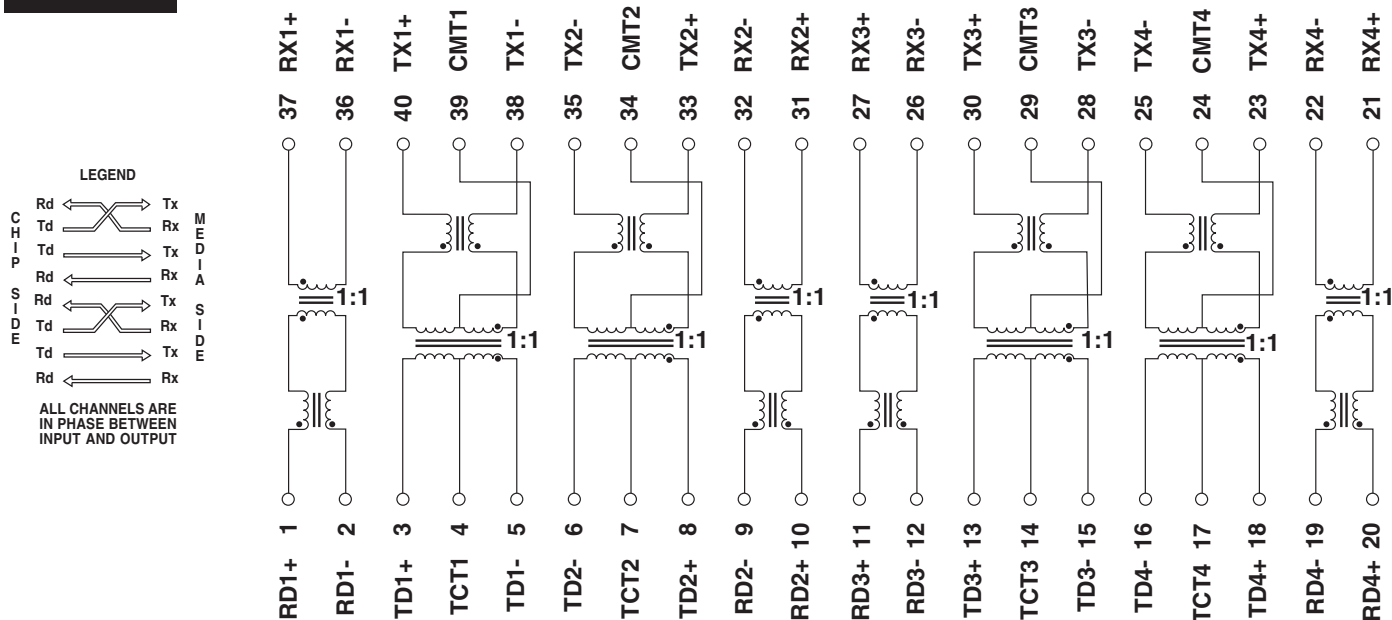 RX1+ RX1- TX1+ CMT1 TX1- TX2- CMT2 TX2+ RX2- RX2+ RX3+ RX3- TX3+ CMT3 TX3- TX4- CMT4 TX4+ RX4- RX4+
37 36 40 39 38 35 34 33 32 31 27 26 30 29 28 25 24 23 22 21
LEGEND
CHIP SIDE
MEDIA SIDE
Rd Tx
Td Rx
Td Tx
Rd Rx
Rd Tx
Td Rx
Td Tx
Rd Rx
ALL CHANNELS ARE
IN PHASE BETWEEN
INPUT AND OUTPUT
1:1 1:1 1:1 1:1 1:1 1:1 1:1 1:1
1 2 3 4 5 6 7 8 9 10 11 12 13 14 15 16 17 18 19 20
RD1+ RD1- TD1+ TCT1 TD1- TD2- TCT2 TD2+ RD2- RD2+ RD3+ RD3- TD3+ TCT3 TD3- TD4- TCT4 TD4+ RD4- RD4+